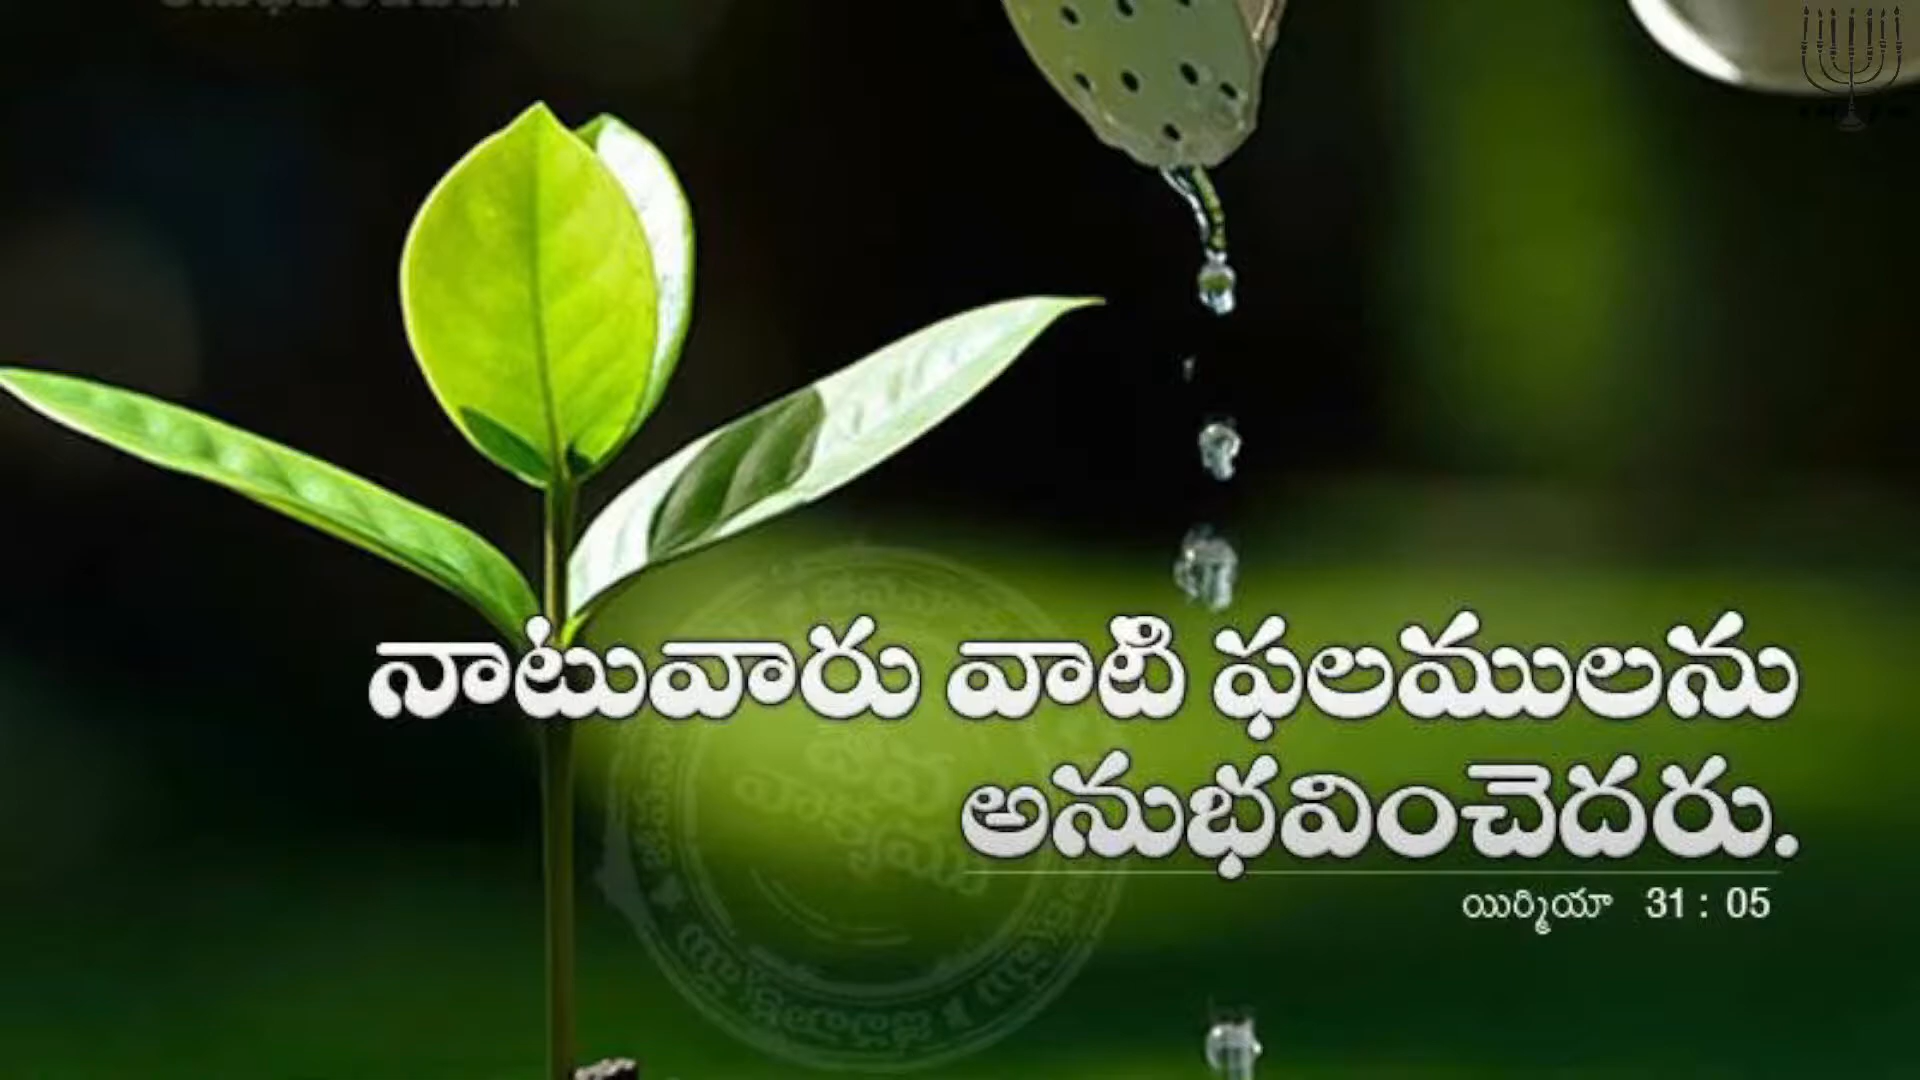 నాటువారు వాటి ఫలములను
అనుభవించెదరు.
యిర్మియా 31 : 05